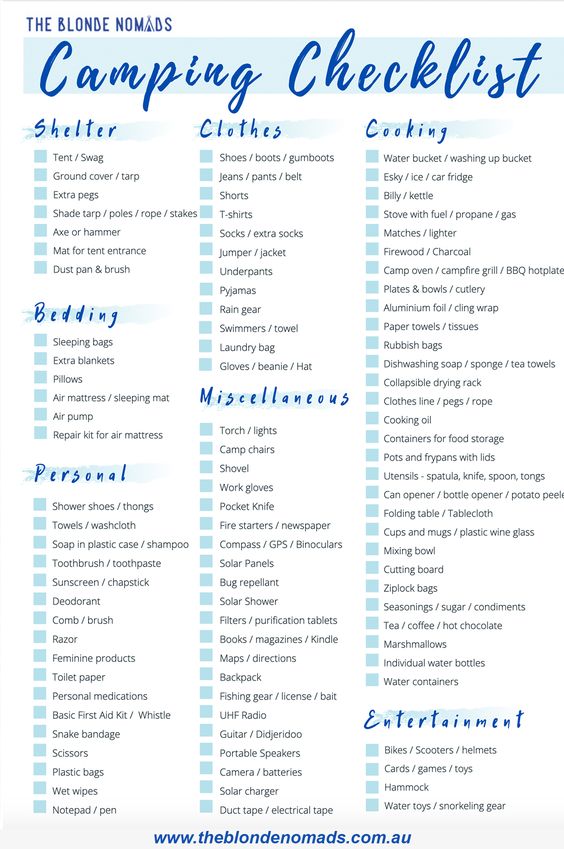 THE BLONDE NOMADS
Camping Checklist
Shelter
Tent / Swag
Ground cover / tarp
Extra pegs
Shade tarp / poles / rope / stakes
Axe or hammer
Mat for tent entrance
Dust pan & brush
Bedding
Sleeping bags
Extra blankets
Pillows
Air mattress / sleeping mat
Air pump
Repair kit for air mattress
Personal
Shower shoes / thongs
Towels / washcloth
Soap in plastic case / shampoo
Toothbrush / toothpaste
Sunscreen / chapstick
Deodorant
Comb / brush
Razor
Feminine products
Toilet paper
Personal medications
Basic First Aid Kit / Whistle
Snake bandage
Scissors
Plastic bags
Wet wipes
Notepad / pen
Clothes
Shoes / boots / gumboots
Jeans / pants / belt
Shorts
T-shirts
Socks / extra socks
Jumper / jacket
Underpants
Pyjamas
Rain gear
Swimmers / towel
Laundry bag
Gloves / beanie / Hat
Miscellaneous
Torch / lights
Camp chairs
Shovel
Work gloves
Pocket Knife
Fire starters / newspaper
Compass / GPS / Binoculars
Solar Panels
Bug repellant
Solar Shower
Filters / purification tablets
Books / magazines / Kindle
Maps / directions
Backpack
Fishing gear / license / bait
UHF Radio
Guitar / Didjeridoo
Portable Speakers
Camera / batteries
Solar charger
Duct tape / electrical tape
Cooking
Water bucket / washing up bucket
Esky / ice / car fridge
Billy / kettle
Stove with fuel / propane / gas
Matches / lighter
Firewood / Charcoal
Camp oven / campfire grill / BBQ hotplate
Plates & bowls / cutlery
Aluminium foil / cling wrap
Paper towels / tissues
Rubbish bags
Dishwashing soap / sponge / tea towels
Collapsible drying rack
Clothes line / pegs / rope
Cooking oil
Containers for food storage
Pots and frypans with lids
Utensils - spatula, knife, spoon, tongs
Can opener / bottle opener / potato peele
Folding table / Tablecloth
Cups and mugs / plastic wine glass
Mixing bowl
Cutting board
Ziplock bags
Seasonings / sugar / condiments
Tea / coffee / hot chocolate
Marshmallows
Individual water bottles
Water containers
Entertainment
Bikes / Scooters / helmets
Cards / games / toys
Hammock
Water toys / snorkeling gear
www.theblondenomads.com.au